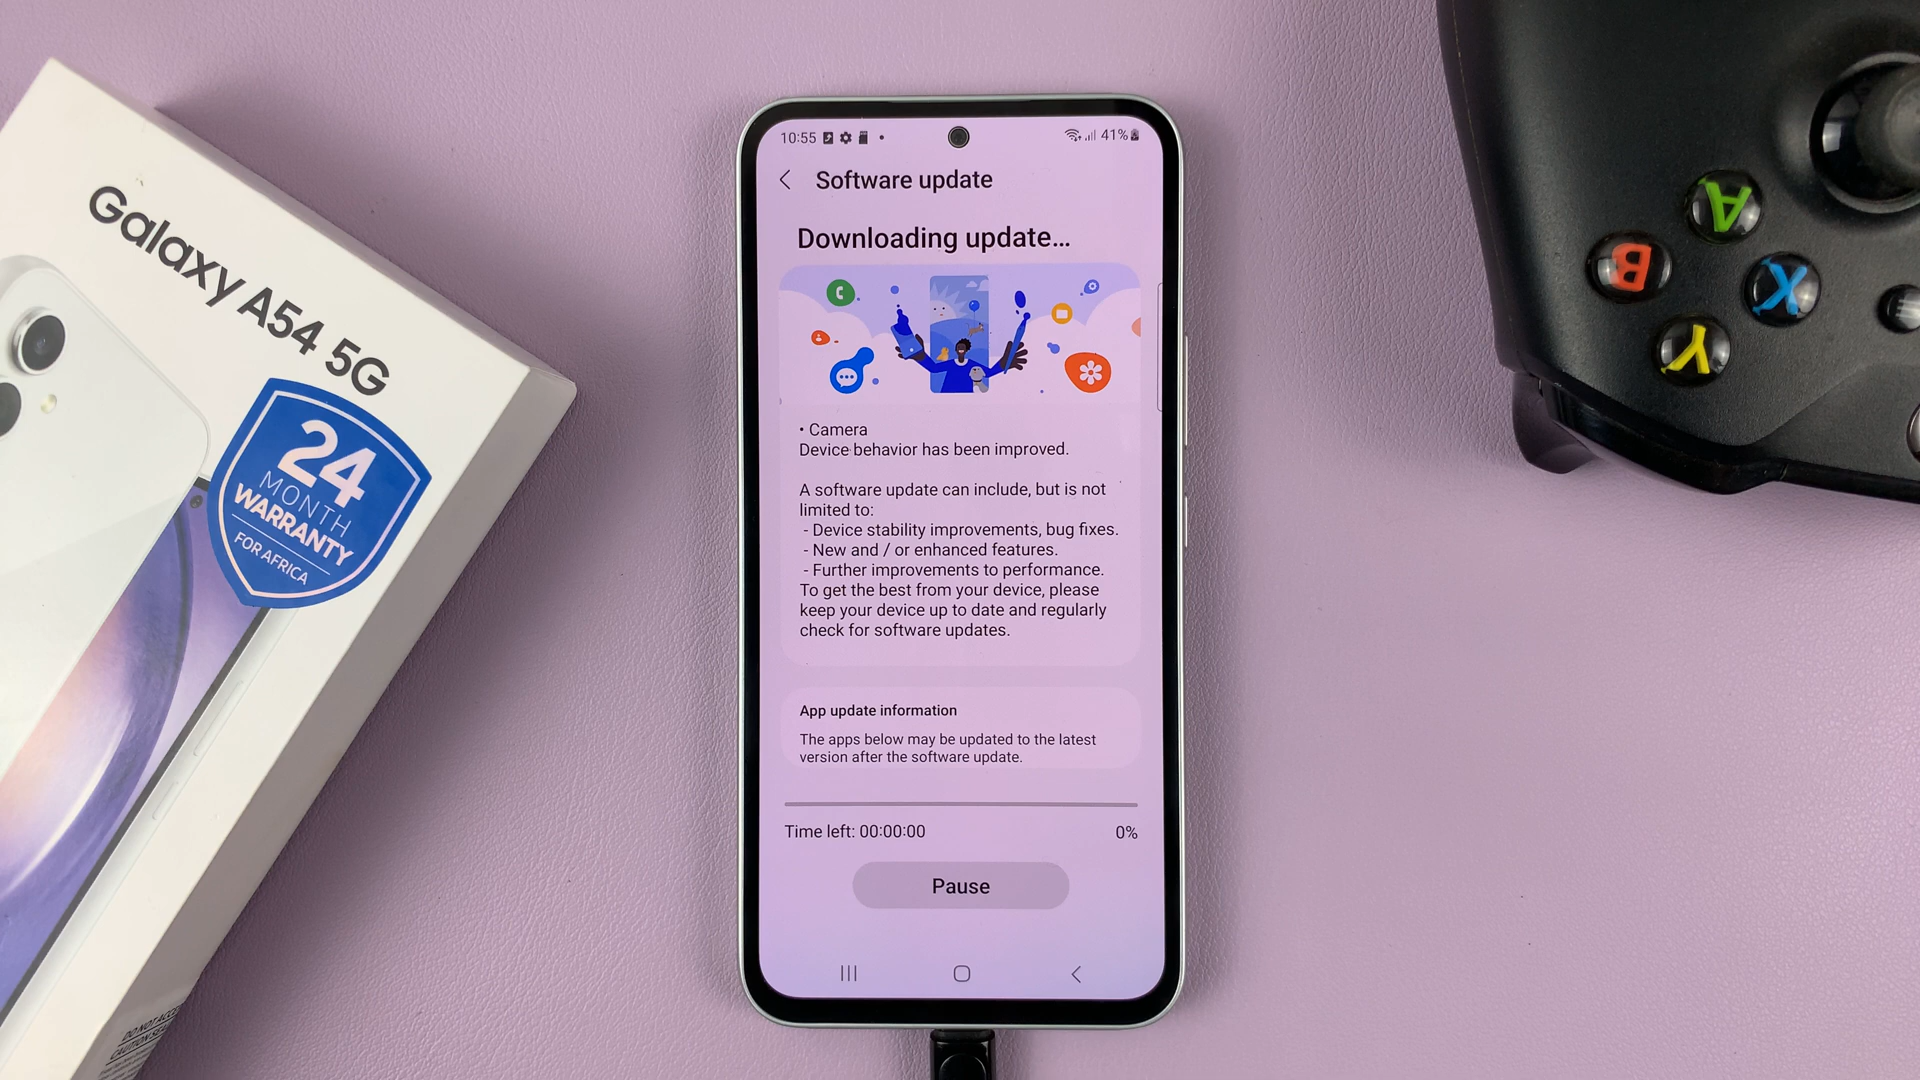 Galaxy A54 5G
24
MONTH
WARRANTY
FOR AFRICA
10:55
41%
Software update
Downloading update...
• Camera
Device behavior has been improved.
A software update can include, but is not
limited to:
- Device stability improvements, bug fixes.
- New and / or enhanced features.
- Further improvements to performance.
To get the best from your device, please
keep your device up to date and regularly
check for software updates.
App update information
The apps below may be updated to the latest
version after the software update.
Time left: 00:00:00
0%
Pause
A
B
X
Y